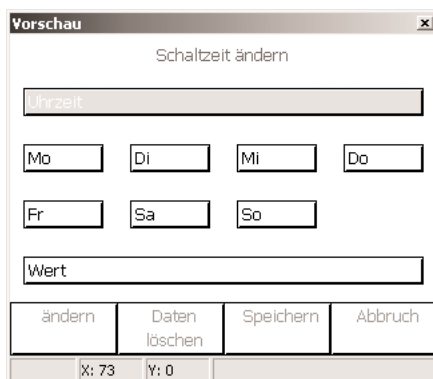 Vorschau
Schaltzeit ändern
Uhrzeit
Mo Di Mi Do
Fr Sa So
Wert
ändern Daten löschen Speichern Abbruch
X: 73 Y: 0